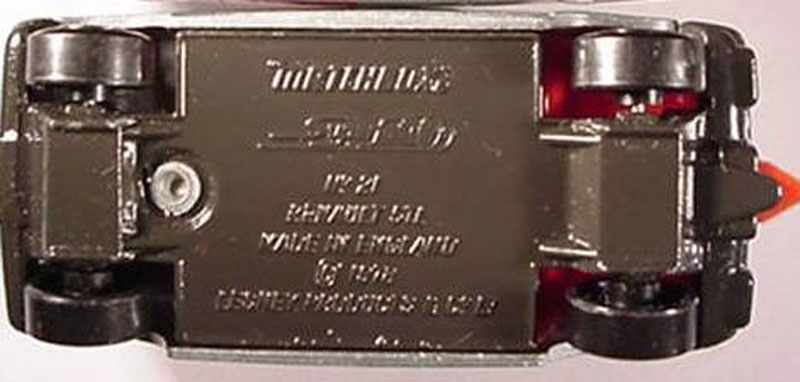 MATCHBOX
No 21
RENAULT 5TL
MADE IN ENGLAND
© 1978
LESNEY PRODUCTS & CO LTD